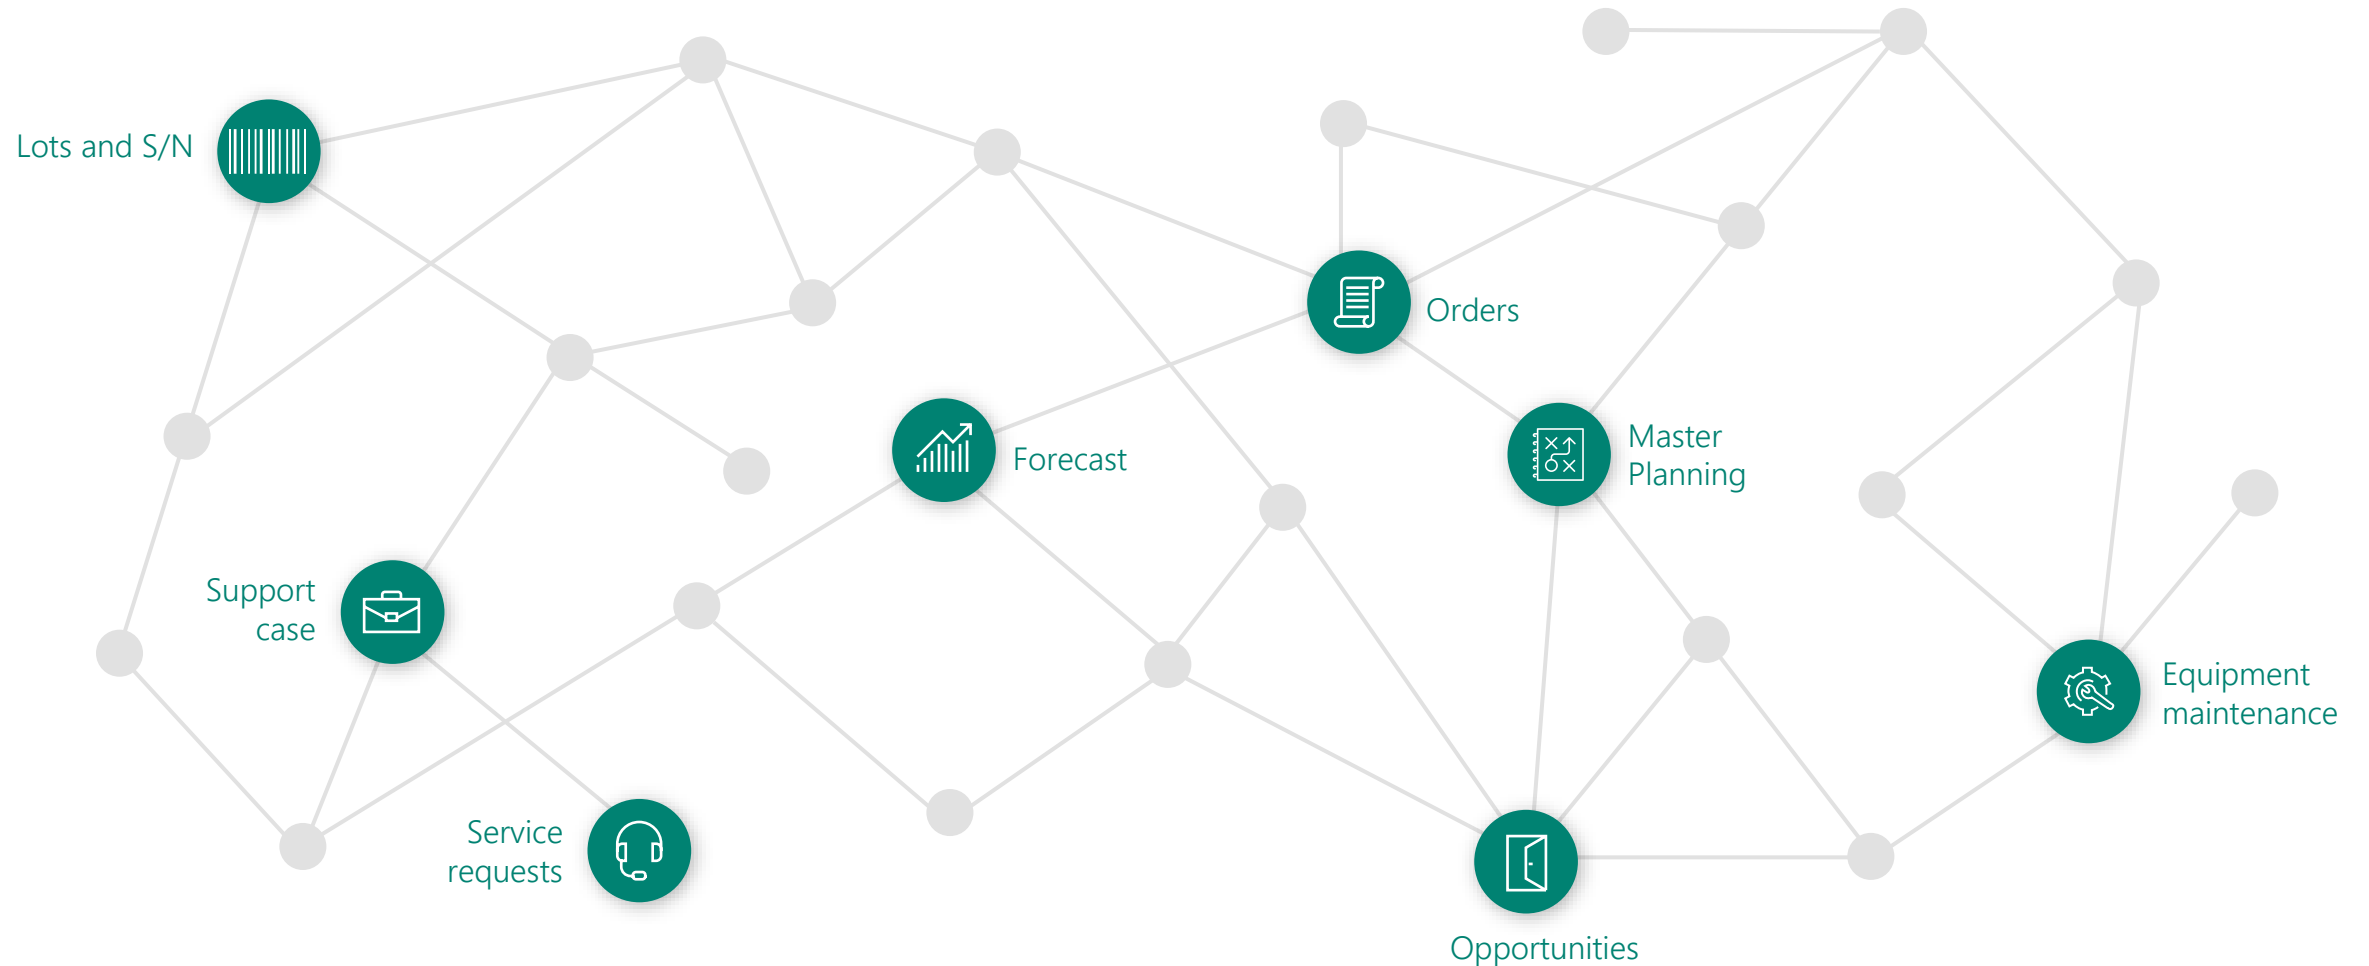 Lots and S/N
Orders
Master
Planning
Forecast
Support
case
Equipment
maintenance
Service
requests
Opportunities